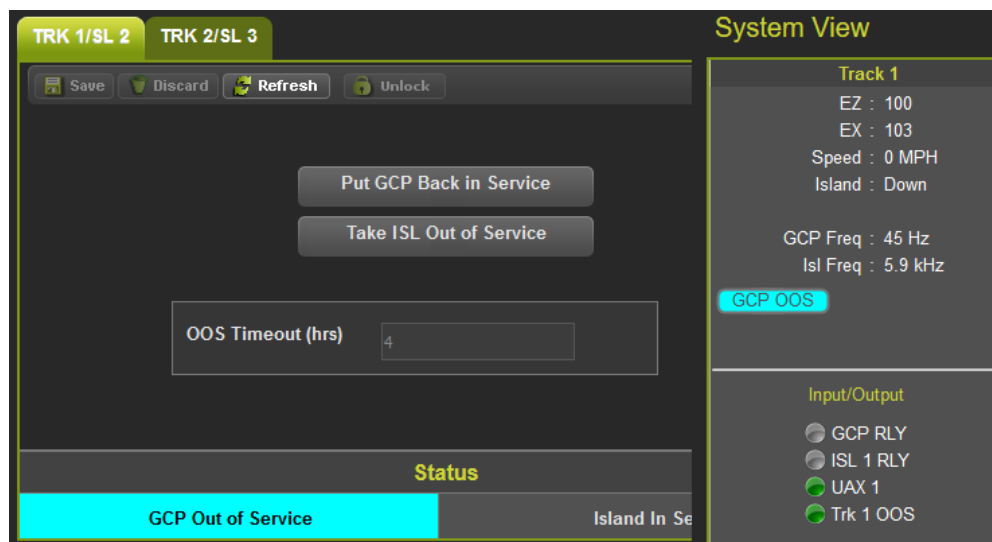 TRK 1/SL 2
TRK 2/SL 3
Save
Discard
Refresh
Unlock
Put GCP Back in Service
Take ISL Out of Service
OOS Timeout (hrs)
4
Status
GCP Out of Service
Island In Se
System View
Track 1
EZ : 100
EX : 103
Speed : 0 MPH
Island : Down
GCP Freq : 45 Hz
Isl Freq : 5.9 kHz
GCP OOS
Input/Output
GCP RLY
ISL 1 RLY
UAX 1
Trk 1 OOS